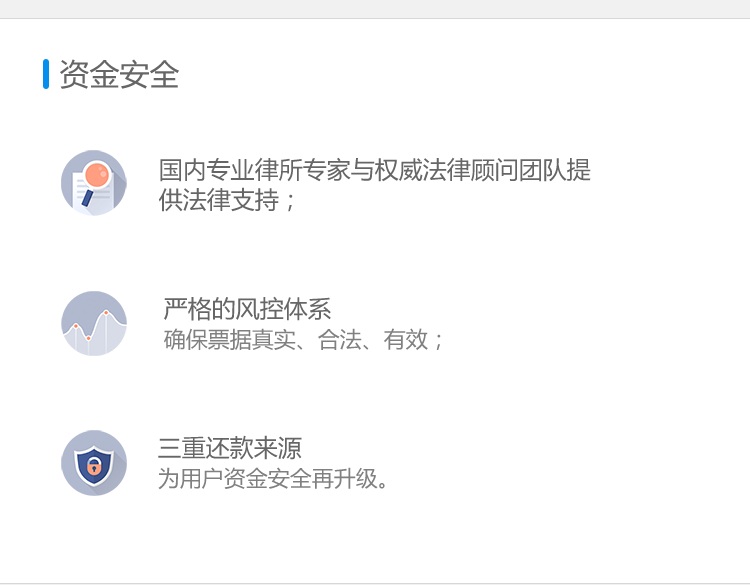 资金安全
国内专业律所专家与权威法律顾问团队提
供法律支持；
严格的风控体系
确保票据真实、合法、有效；
三重还款来源
为用户资金安全再升级。